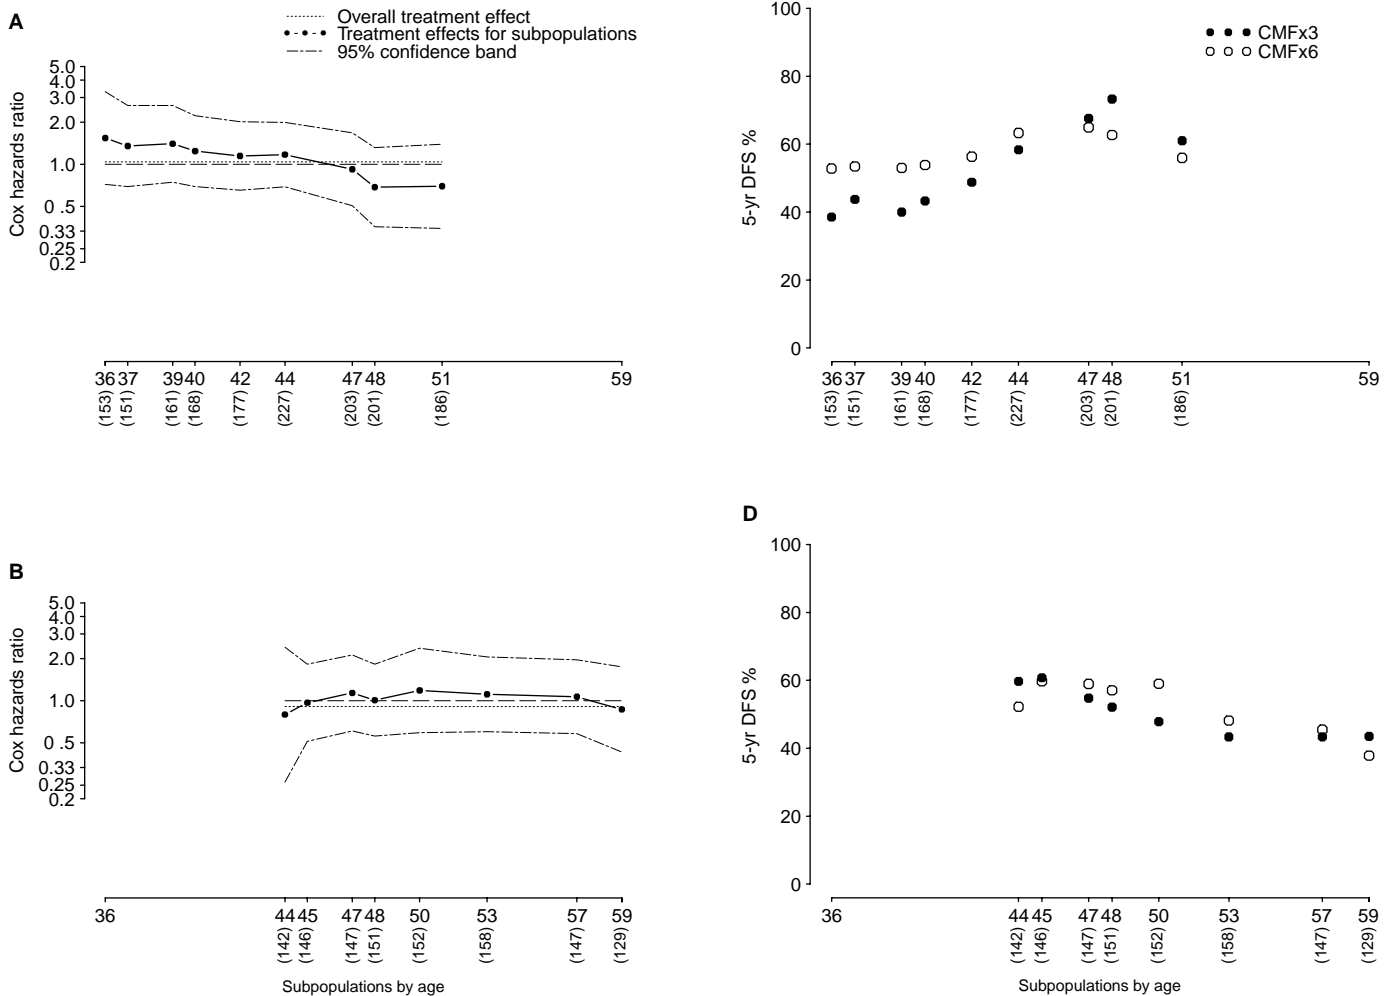 A
Overall treatment effect
Treatment effects for subpopulations
95% confidence band
Cox hazards ratio
5.0
4.0
3.0
2.0
1.0
0.5
0.33
0.25
0.2
36 37 39 40 42 44 47 48 51 59
(153) (151) (161) (168) (177) (227) (203) (201) (186)
CMFx3
CMFx6
5-yr DFS %
100
80
60
40
20
0
36 37 39 40 42 44 47 48 51 59
(153) (151) (161) (168) (177) (227) (203) (201) (186)
B
Cox hazards ratio
5.0
4.0
3.0
2.0
1.0
0.5
0.33
0.25
0.2
36 44 45 47 48 50 53 57 59
(142) (146) (147) (151) (152) (158) (147) (129)
Subpopulations by age
D
5-yr DFS %
100
80
60
40
20
0
36 44 45 47 48 50 53 57 59
(142) (146) (147) (151) (152) (158) (147) (129)
Subpopulations by age